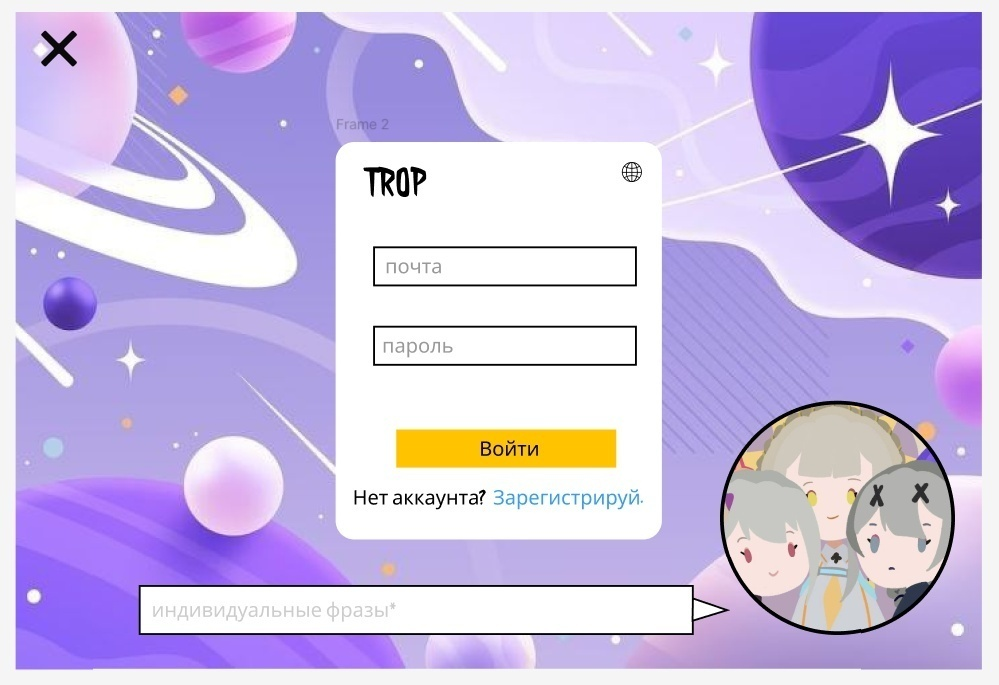 Frame 2
TROP
почта
пароль
Войти
Нет аккаунта? Зарегистрируй
индивидуальные фразы*